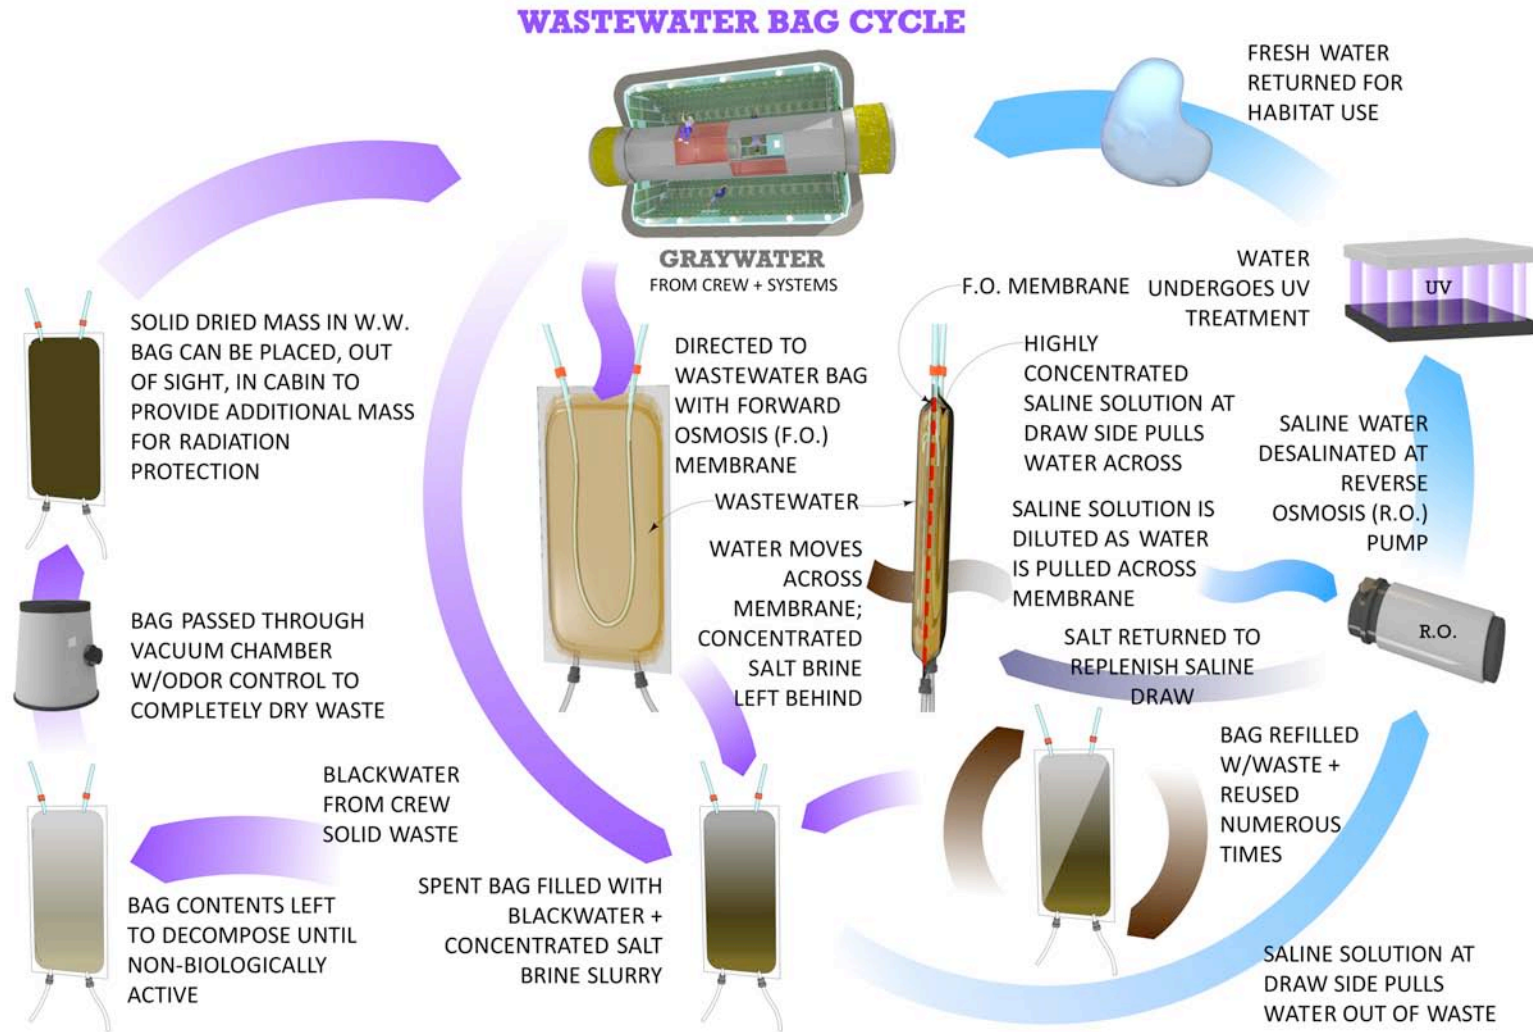 WASTEWATER BAG CYCLE
FRESH WATER
RETURNED FOR
HABITAT USE
GRAYWATER
FROM CREW + SYSTEMS
WATER
UNDERGOES UV
TREATMENT
UV
F.O. MEMBRANE
SOLID DRIED MASS IN W.W.
BAG CAN BE PLACED, OUT
OF SIGHT, IN CABIN TO
PROVIDE ADDITIONAL MASS
FOR RADIATION
PROTECTION
DIRECTED TO
WASTEWATER BAG
WITH FORWARD
OSMOSIS (F.O.)
MEMBRANE
HIGHLY
CONCENTRATED
SALINE SOLUTION AT
DRAW SIDE PULLS
WATER ACROSS
SALINE WATER
DESALINATED AT
REVERSE
OSMOSIS (R.O.)
PUMP
WASTEWATER
SALINE SOLUTION IS
DILUTED AS WATER
IS PULLED ACROSS
MEMBRANE
WATER MOVES
ACROSS
MEMBRANE;
CONCENTRATED
SALT BRINE
LEFT BEHIND
R.O.
SALT RETURNED TO
REPLENISH SALINE
DRAW
BAG PASSED THROUGH
VACUUM CHAMBER
W/ODOR CONTROL TO
COMPLETELY DRY WASTE
BAG REFILLED
W/WASTE +
REUSED
NUMEROUS
TIMES
BLACKWATER
FROM CREW
SOLID WASTE
SPENT BAG FILLED WITH
BLACKWATER +
CONCENTRATED SALT
BRINE SLURRY
BAG CONTENTS LEFT
TO DECOMPOSE UNTIL
NON-BIOLOGICALLY
ACTIVE
SALINE SOLUTION AT
DRAW SIDE PULLS
WATER OUT OF WASTE